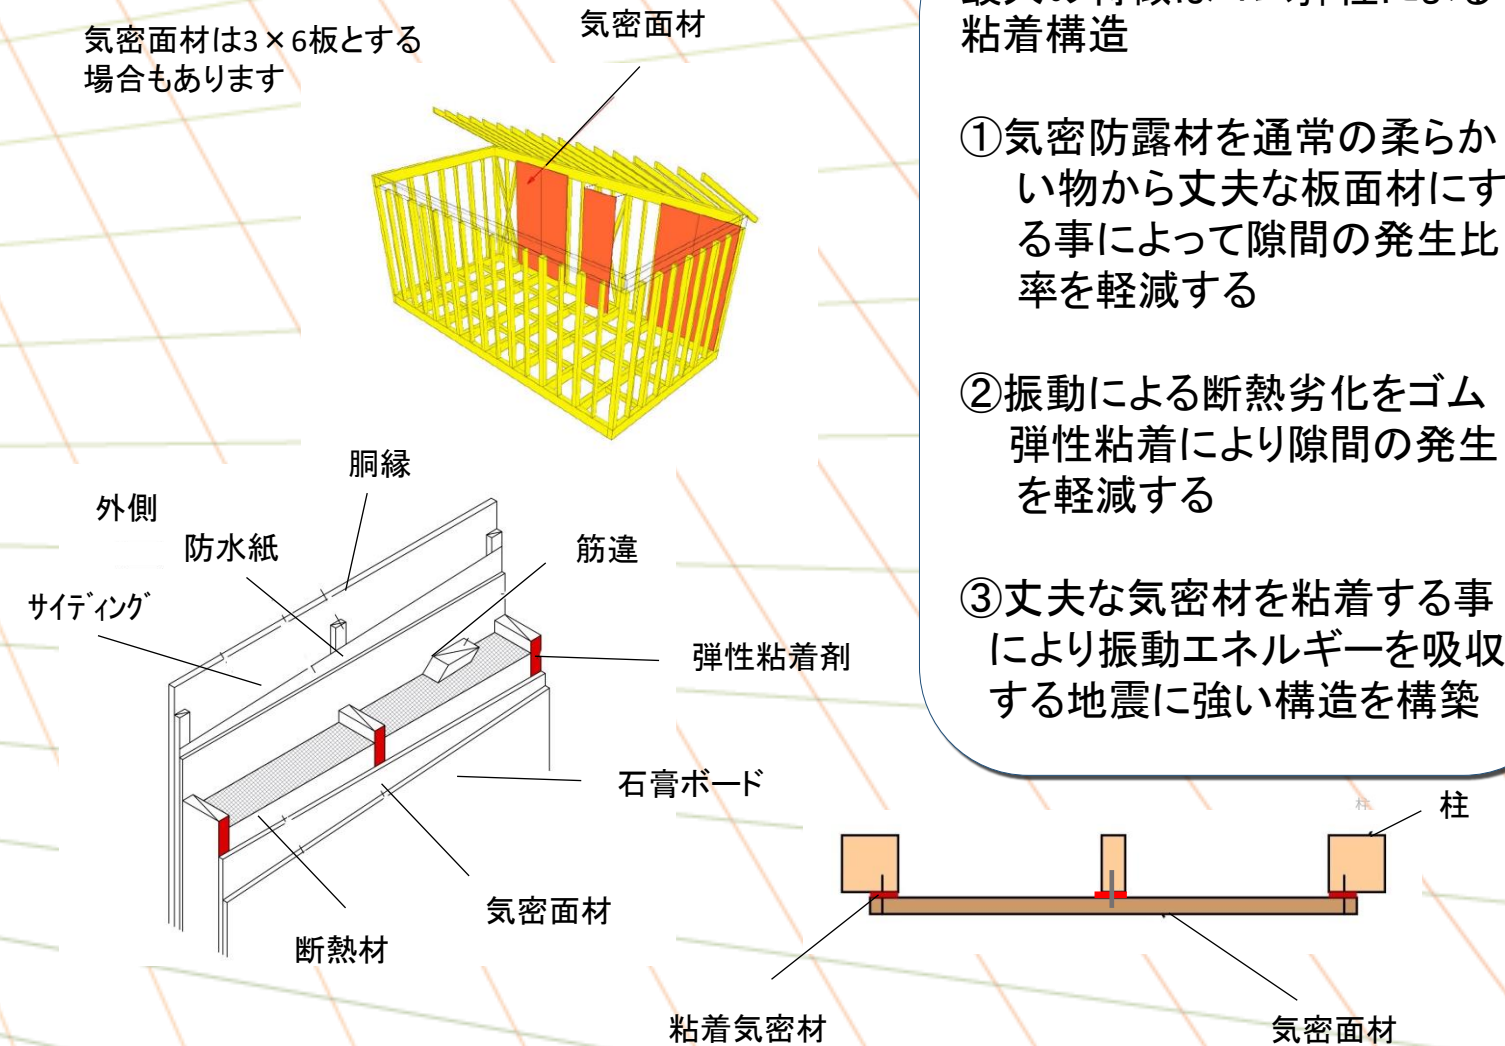 気密面材は3×6板とする
場合もあります
気密面材
粘着構造
①気密防露材を通常の柔らか
い物から丈夫な板面材にす
る事によって隙間の発生比
率を軽減する
②振動による断熱劣化をゴム
弾性粘着により隙間の発生
を軽減する
③丈夫な気密材を粘着する事
により振動エネルギーを吸収
する地震に強い構造を構築
胴縁
外側
防水紙
筋違
サイディング
弾性粘着剤
石膏ボード
気密面材
断熱材
柱
柱
粘着気密材
気密面材